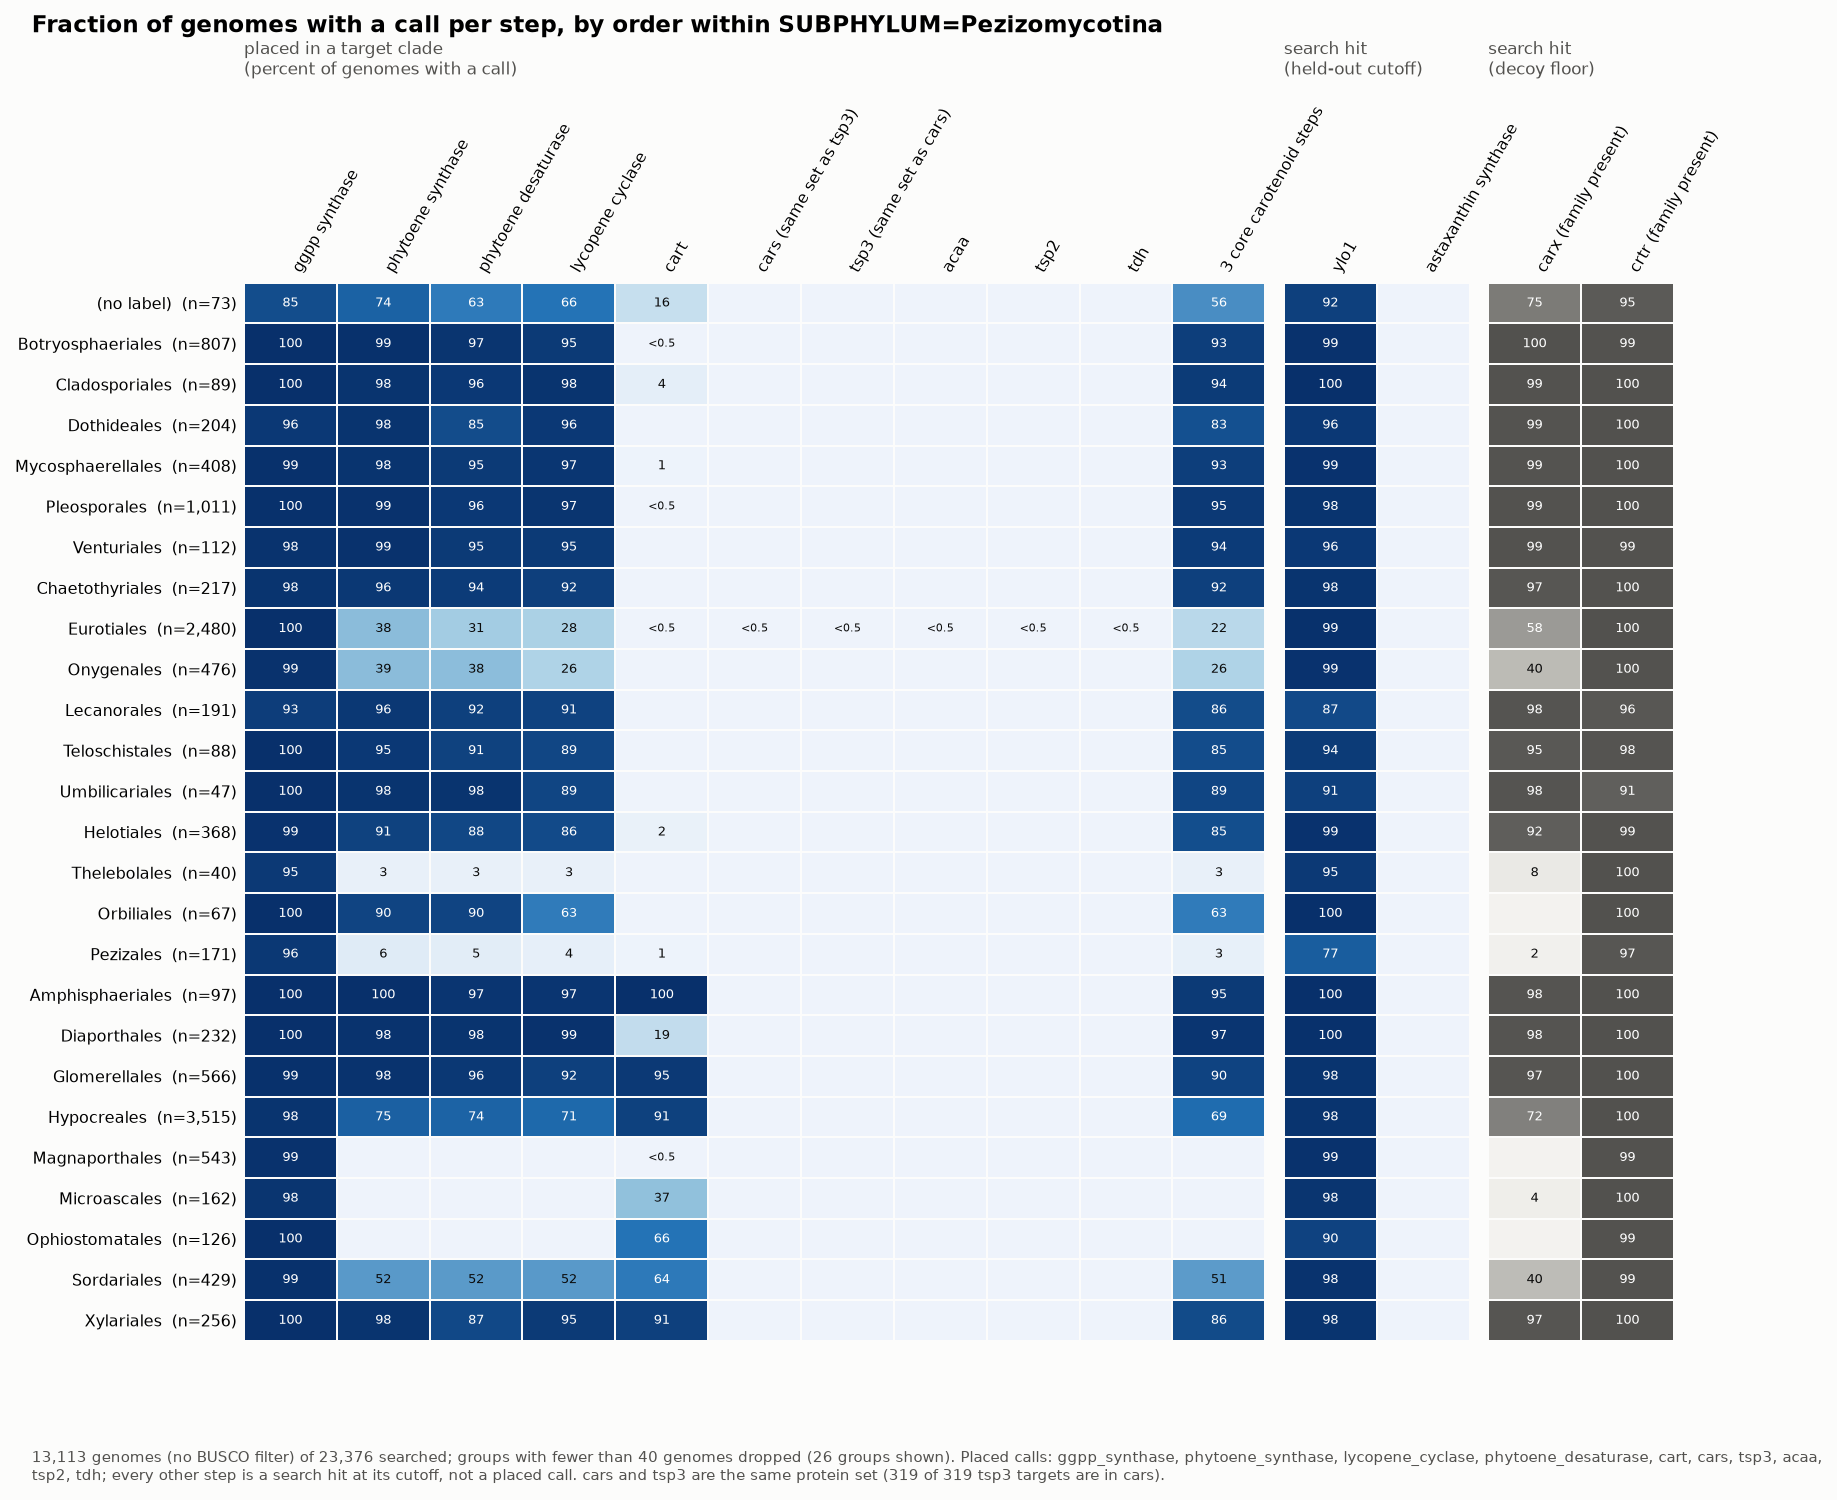 Fraction of genomes with a call per step, by order within SUBPHYLUM=Pezizomycotina
placed in a target clade
(percent of genomes with a call)
search hit
(held-out cutoff)
search hit
(decoy floor)
ggpp synthase
phytoene synthase
phytoene desaturase
lycopene cyclase
cart
cars (same set as tsp3)
tsp3 (same set as cars)
acaa
tsp2
tdh
3 core carotenoid steps
ylo1
astaxanthin synthase
carx (family present)
crtr (family present)
(no label) (n=73) 85 74 63 66 16 56 92 75 95
Botryosphaeriales (n=807) 100 99 97 95 <0.5 93 99 100 99
Cladosporiales (n=89) 100 98 96 98 4 94 100 99 100
Dothideales (n=204) 96 98 85 96 83 96 99 100
Mycosphaerellales (n=408) 99 98 95 97 1 93 99 99 100
Pleosporales (n=1,011) 100 99 96 97 <0.5 95 98 99 100
Venturiales (n=112) 98 99 95 95 94 96 99 99
Chaetothyriales (n=217) 98 96 94 92 92 98 97 100
Eurotiales (n=2,480) 100 38 31 28 <0.5 <0.5 <0.5 <0.5 <0.5 <0.5 22 99 58 100
Onygenales (n=476) 99 39 38 26 26 99 40 100
Lecanorales (n=191) 93 96 92 91 86 87 98 96
Teloschistales (n=88) 100 95 91 89 85 94 95 98
Umbilicariales (n=47) 100 98 98 89 89 91 98 91
Helotiales (n=368) 99 91 88 86 2 85 99 92 99
Thelebolales (n=40) 95 3 3 3 3 95 8 100
Orbiliales (n=67) 100 90 90 63 63 100 100
Pezizales (n=171) 96 6 5 4 1 3 77 2 97
Amphisphaeriales (n=97) 100 100 97 97 100 95 100 98 100
Diaporthales (n=232) 100 98 98 99 19 97 100 98 100
Glomerellales (n=566) 99 98 96 92 95 90 98 97 100
Hypocreales (n=3,515) 98 75 74 71 91 69 98 72 100
Magnaporthales (n=543) 99 <0.5 99 99
Microascales (n=162) 98 37 98 4 100
Ophiostomatales (n=126) 100 66 90 99
Sordariales (n=429) 99 52 52 52 64 51 98 40 99
Xylariales (n=256) 100 98 87 95 91 86 98 97 100
13,113 genomes (no BUSCO filter) of 23,376 searched; groups with fewer than 40 genomes dropped (26 groups shown). Placed calls: ggpp_synthase, phytoene_synthase, lycopene_cyclase, phytoene_desaturase, cart, cars, tsp3, acaa,
tsp2, tdh; every other step is a search hit at its cutoff, not a placed call. cars and tsp3 are the same protein set (319 of 319 tsp3 targets are in cars).